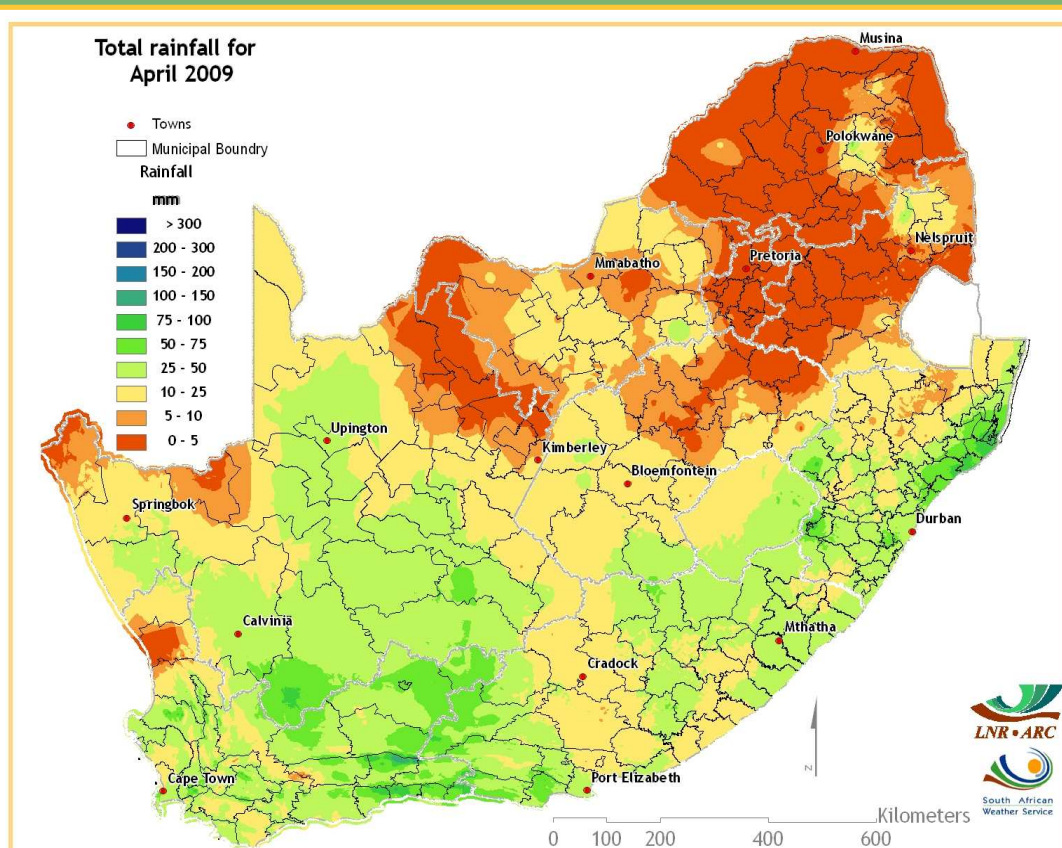 Total rainfall for
April 2009
Towns
Municipal Boundry
Rainfall
mm
> 300
200 - 300
150 - 200
100 - 150
75 - 100
50 - 75
25 - 50
10 - 25
5 - 10
0 - 5
Musina
Polokwane
Nelspruit
Pretoria
Mmabatho
Upington
Kimberley
Bloemfontein
Springbok
Durban
Calvinia
Mthatha
Cradock
Cape Town
Port Elizabeth
N
LNR • ARC
South African
Weather Service
Kilometers
0 100 200 400 600